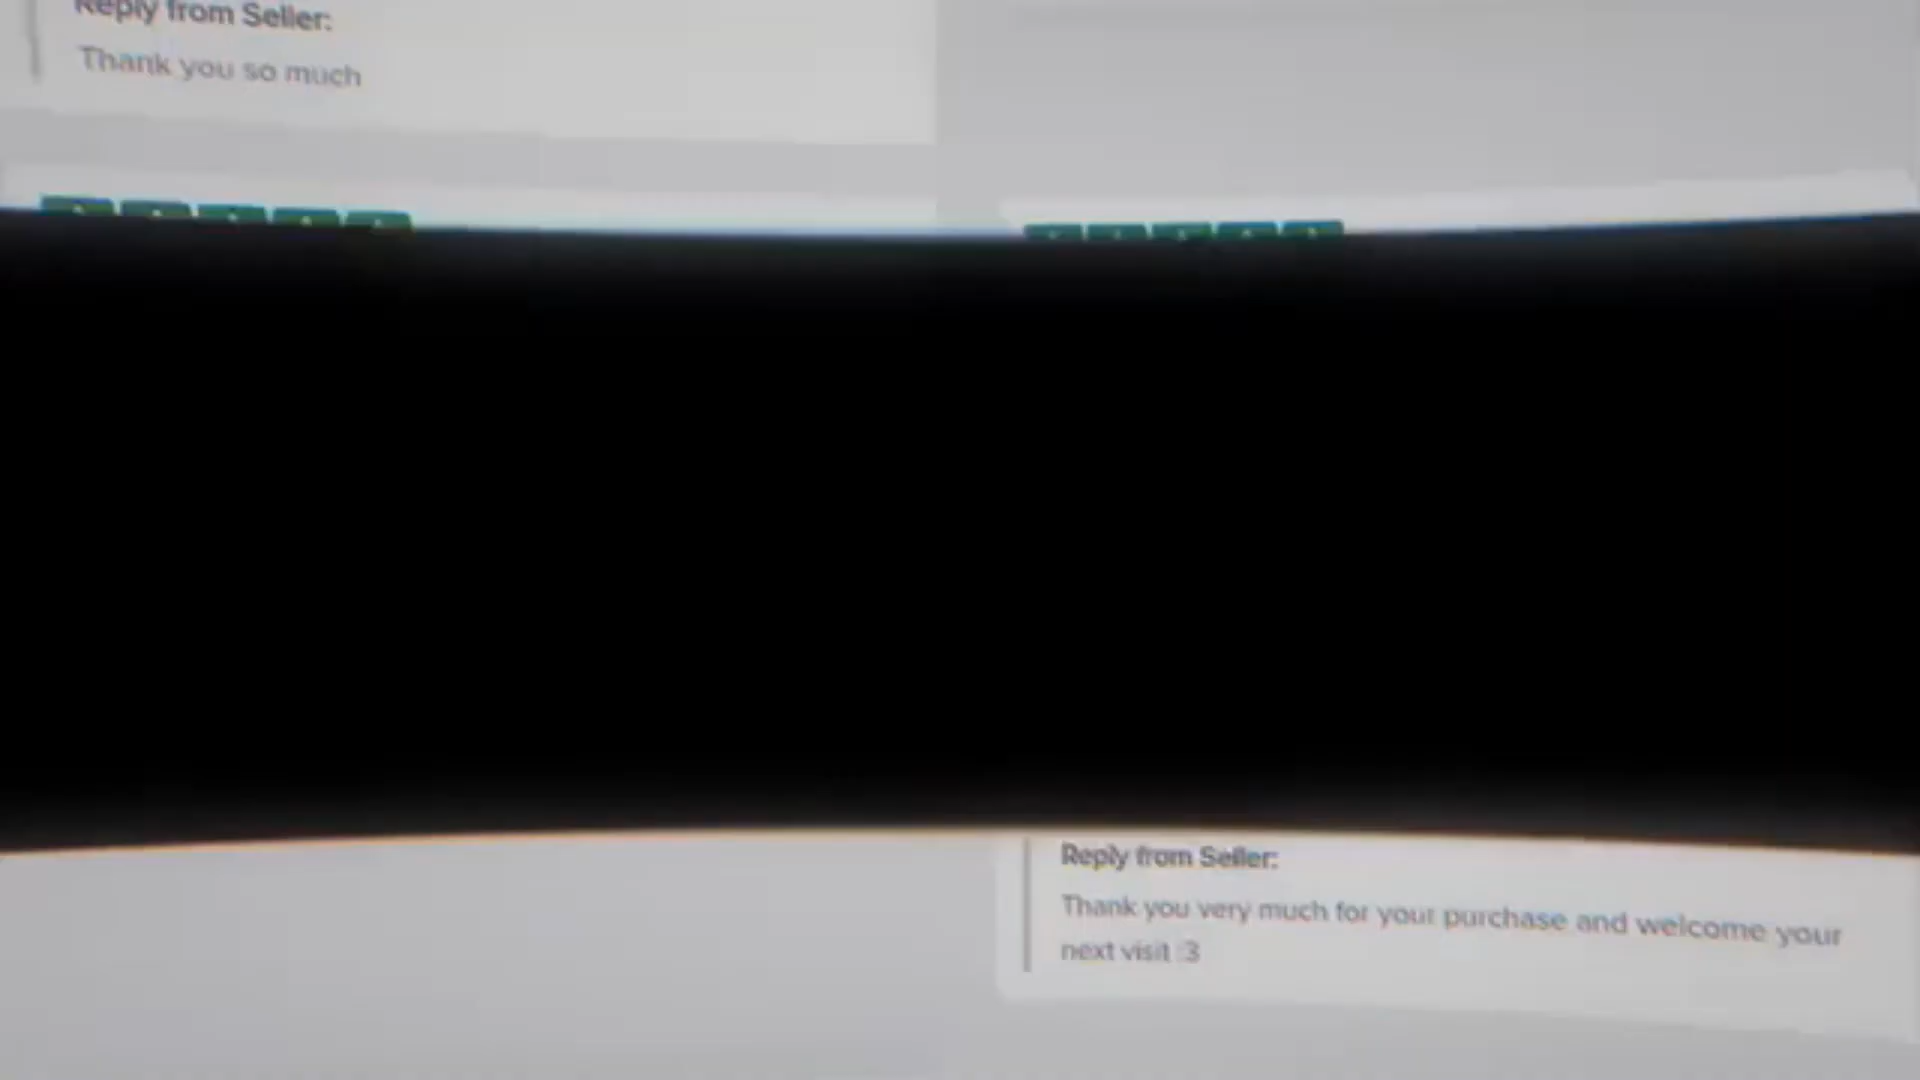 Reply from Seller:
Thank you so much
Reply from Seller:
Thank you very much for your purchase and welcome your
next visit :3